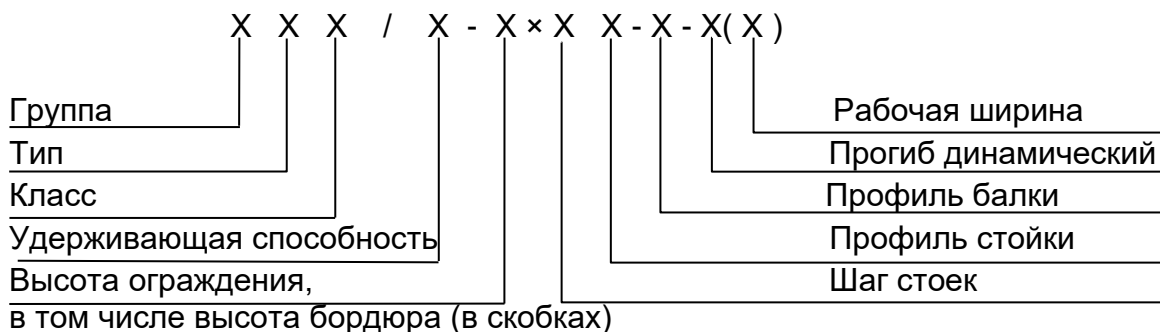 Х Х Х / Х - Х × Х Х - Х - Х( Х )
Группа Рабочая ширина
Тип Прогиб динамический
Класс Профиль балки
Удерживающая способность Профиль стойки
Высота ограждения, Шаг стоек
в том числе высота бордюра (в скобках)